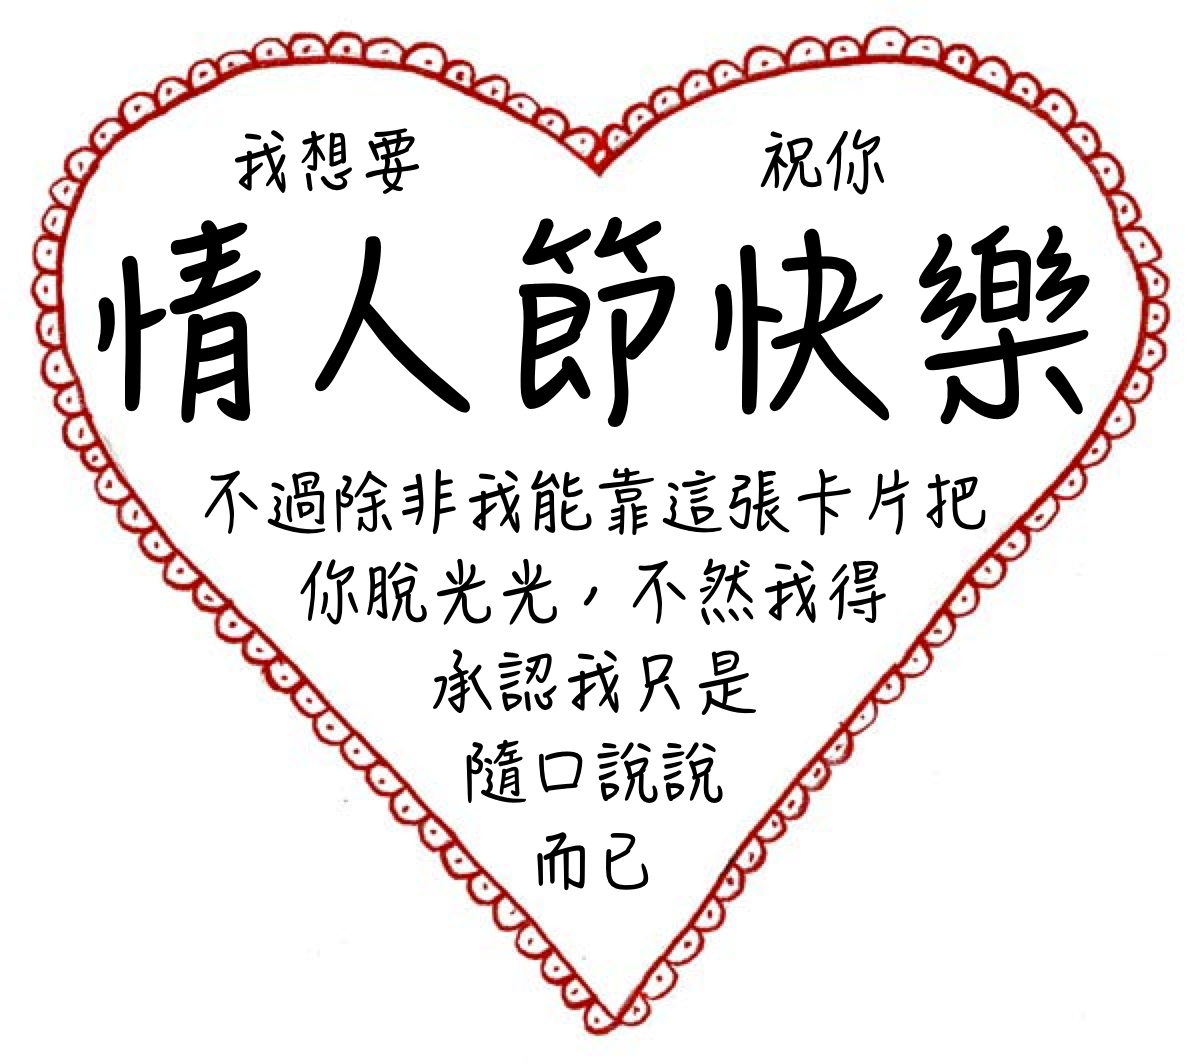 我想要 祝你
情人節快樂
不過除非我能靠這張卡片把
你脫光光，不然我得
承認我只是
隨口說說
而已